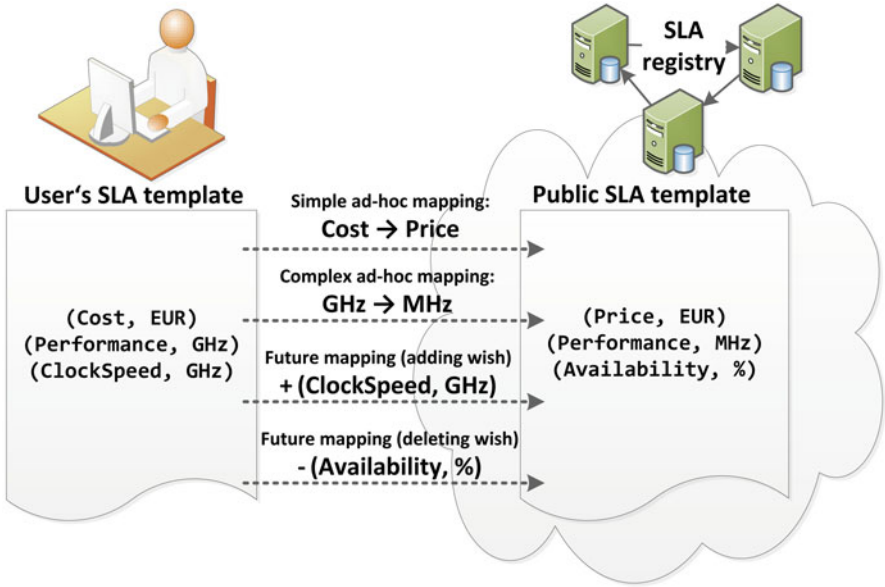 SLA
registry
User‘s SLA template
Public SLA template
Simple ad-hoc mapping:
Cost → Price
Complex ad-hoc mapping:
GHz → MHz
Future mapping (adding wish)
+ (ClockSpeed, GHz)
Future mapping (deleting wish)
- (Availability, %)
(Cost, EUR)
(Performance, GHz)
(ClockSpeed, GHz)
(Price, EUR)
(Performance, MHz)
(Availability, %)